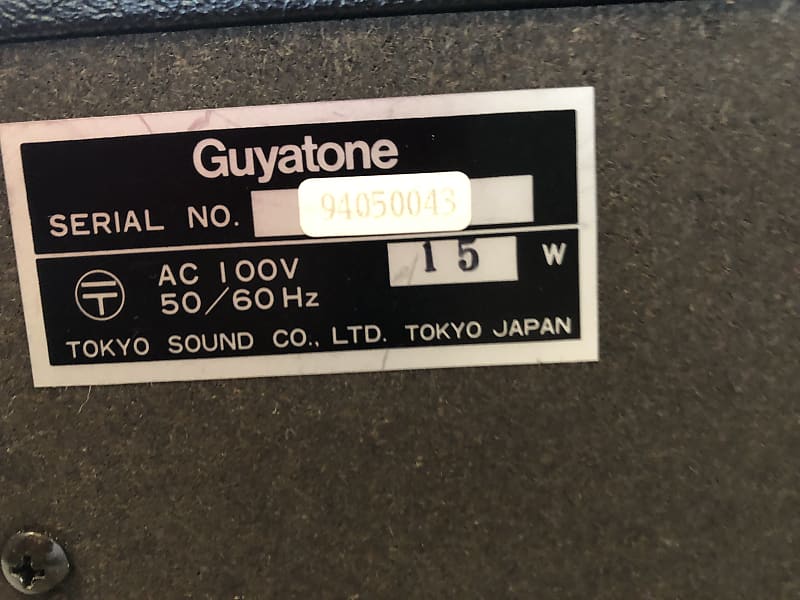 Guyatone
SERIAL NO. 94050043
AC 100V 15 W
50/60Hz
TOKYO SOUND CO., LTD. TOKYO JAPAN